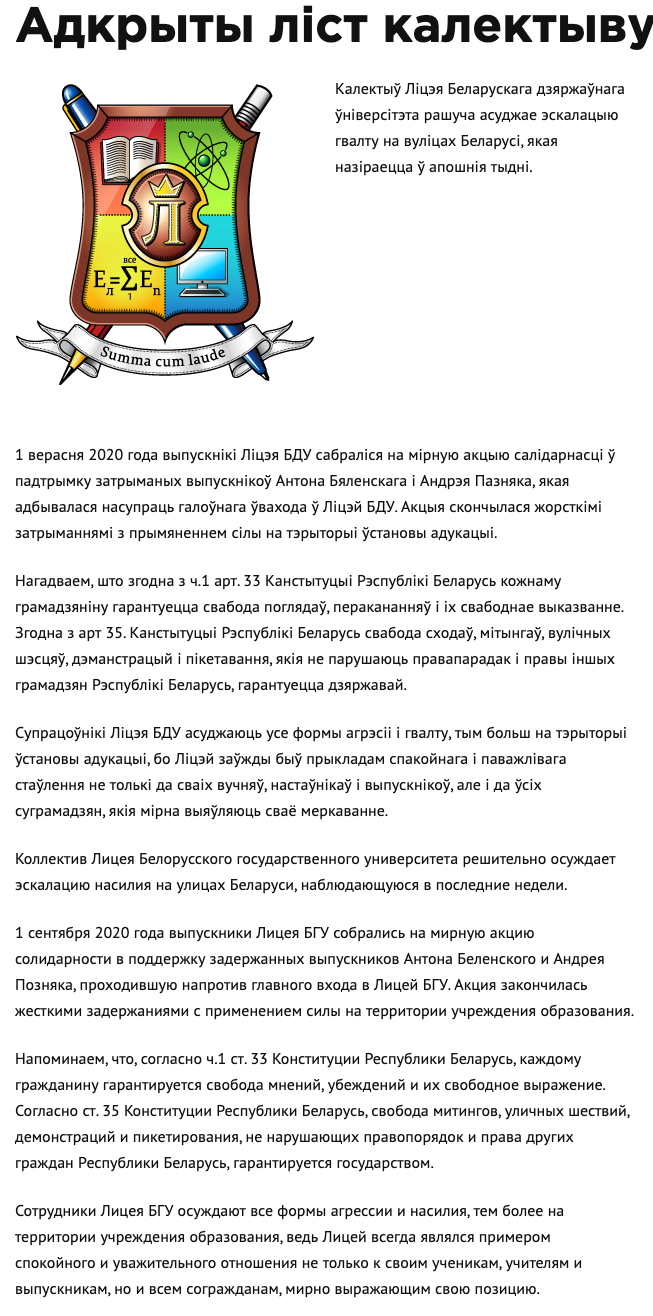 Адкрыты ліст калектыву
Калектыў Ліцэя Беларускага дзяржаўнага
ўніверсітэта рашуча асуджае эскалацыю
гвалту на вуліцах Беларусі, якая
назіраецца ў апошнія тыдні.
Л
все
Eл=ΣEп
1
Summa cum laude
1 верасня 2020 года выпускнікі Ліцэя БДУ сабраліся на мірную акцыю салідарнасці ў
падтрымку затрыманых выпускнікоў Антона Бяленскага і Андрэя Пазняка, якая
адбывалася насупраць галоўнага ўвахода ў Ліцэй БДУ. Акцыя скончылася жорсткімі
затрыманнямі з прымяненнем сілы на тэрыторыі ўстановы адукацыі.
Нагадваем, што згодна з ч.1 арт. 33 Канстытуцыі Рэспублікі Беларусь кожнаму
грамадзяніну гарантуецца свабода поглядаў, перакананняў і іх свабоднае выказванне.
Згодна з арт 35. Канстытуцыі Рэспублікі Беларусь свабода сходаў, мітынгаў, вулічных
шэсцяў, дэманстрацый і пікетавання, якія не парушаюць правапарадак і правы іншых
грамадзян Рэспублікі Беларусь, гарантуецца дзяржавай.
Супрацоўнікі Ліцэя БДУ асуджаюць усе формы агрэсіі і гвалту, тым больш на тэрыторыі
ўстановы адукацыі, бо Ліцэй заўжды быў прыкладам спакойнага і паважлівага
стаўлення не толькі да сваіх вучняў, настаўнікаў і выпускнікоў, але і да ўсіх
суграмадзян, якія мірна выяўляюць сваё меркаванне.
Коллектив Лицея Белорусского государственного университета решительно осуждает
эскалацию насилия на улицах Беларуси, наблюдающуюся в последние недели.
1 сентября 2020 года выпускники Лицея БГУ собрались на мирную акцию
солидарности в поддержку задержанных выпускников Антона Беленского и Андрея
Позняка, проходившую напротив главного входа в Лицей БГУ. Акция закончилась
жесткими задержаниями с применением силы на территории учреждения образования.
Напоминаем, что, согласно ч.1 ст. 33 Конституции Республики Беларусь, каждому
гражданину гарантируется свобода мнений, убеждений и их свободное выражение.
Согласно ст. 35 Конституции Республики Беларусь, свобода митингов, уличных шествий,
демонстраций и пикетирования, не нарушающих правопорядок и права других
граждан Республики Беларусь, гарантируется государством.
Сотрудники Лицея БГУ осуждают все формы агрессии и насилия, тем более на
территории учреждения образования, ведь Лицей всегда являлся примером
спокойного и уважительного отношения не только к своим ученикам, учителям и
выпускникам, но и всем согражданам, мирно выражающим свою позицию.